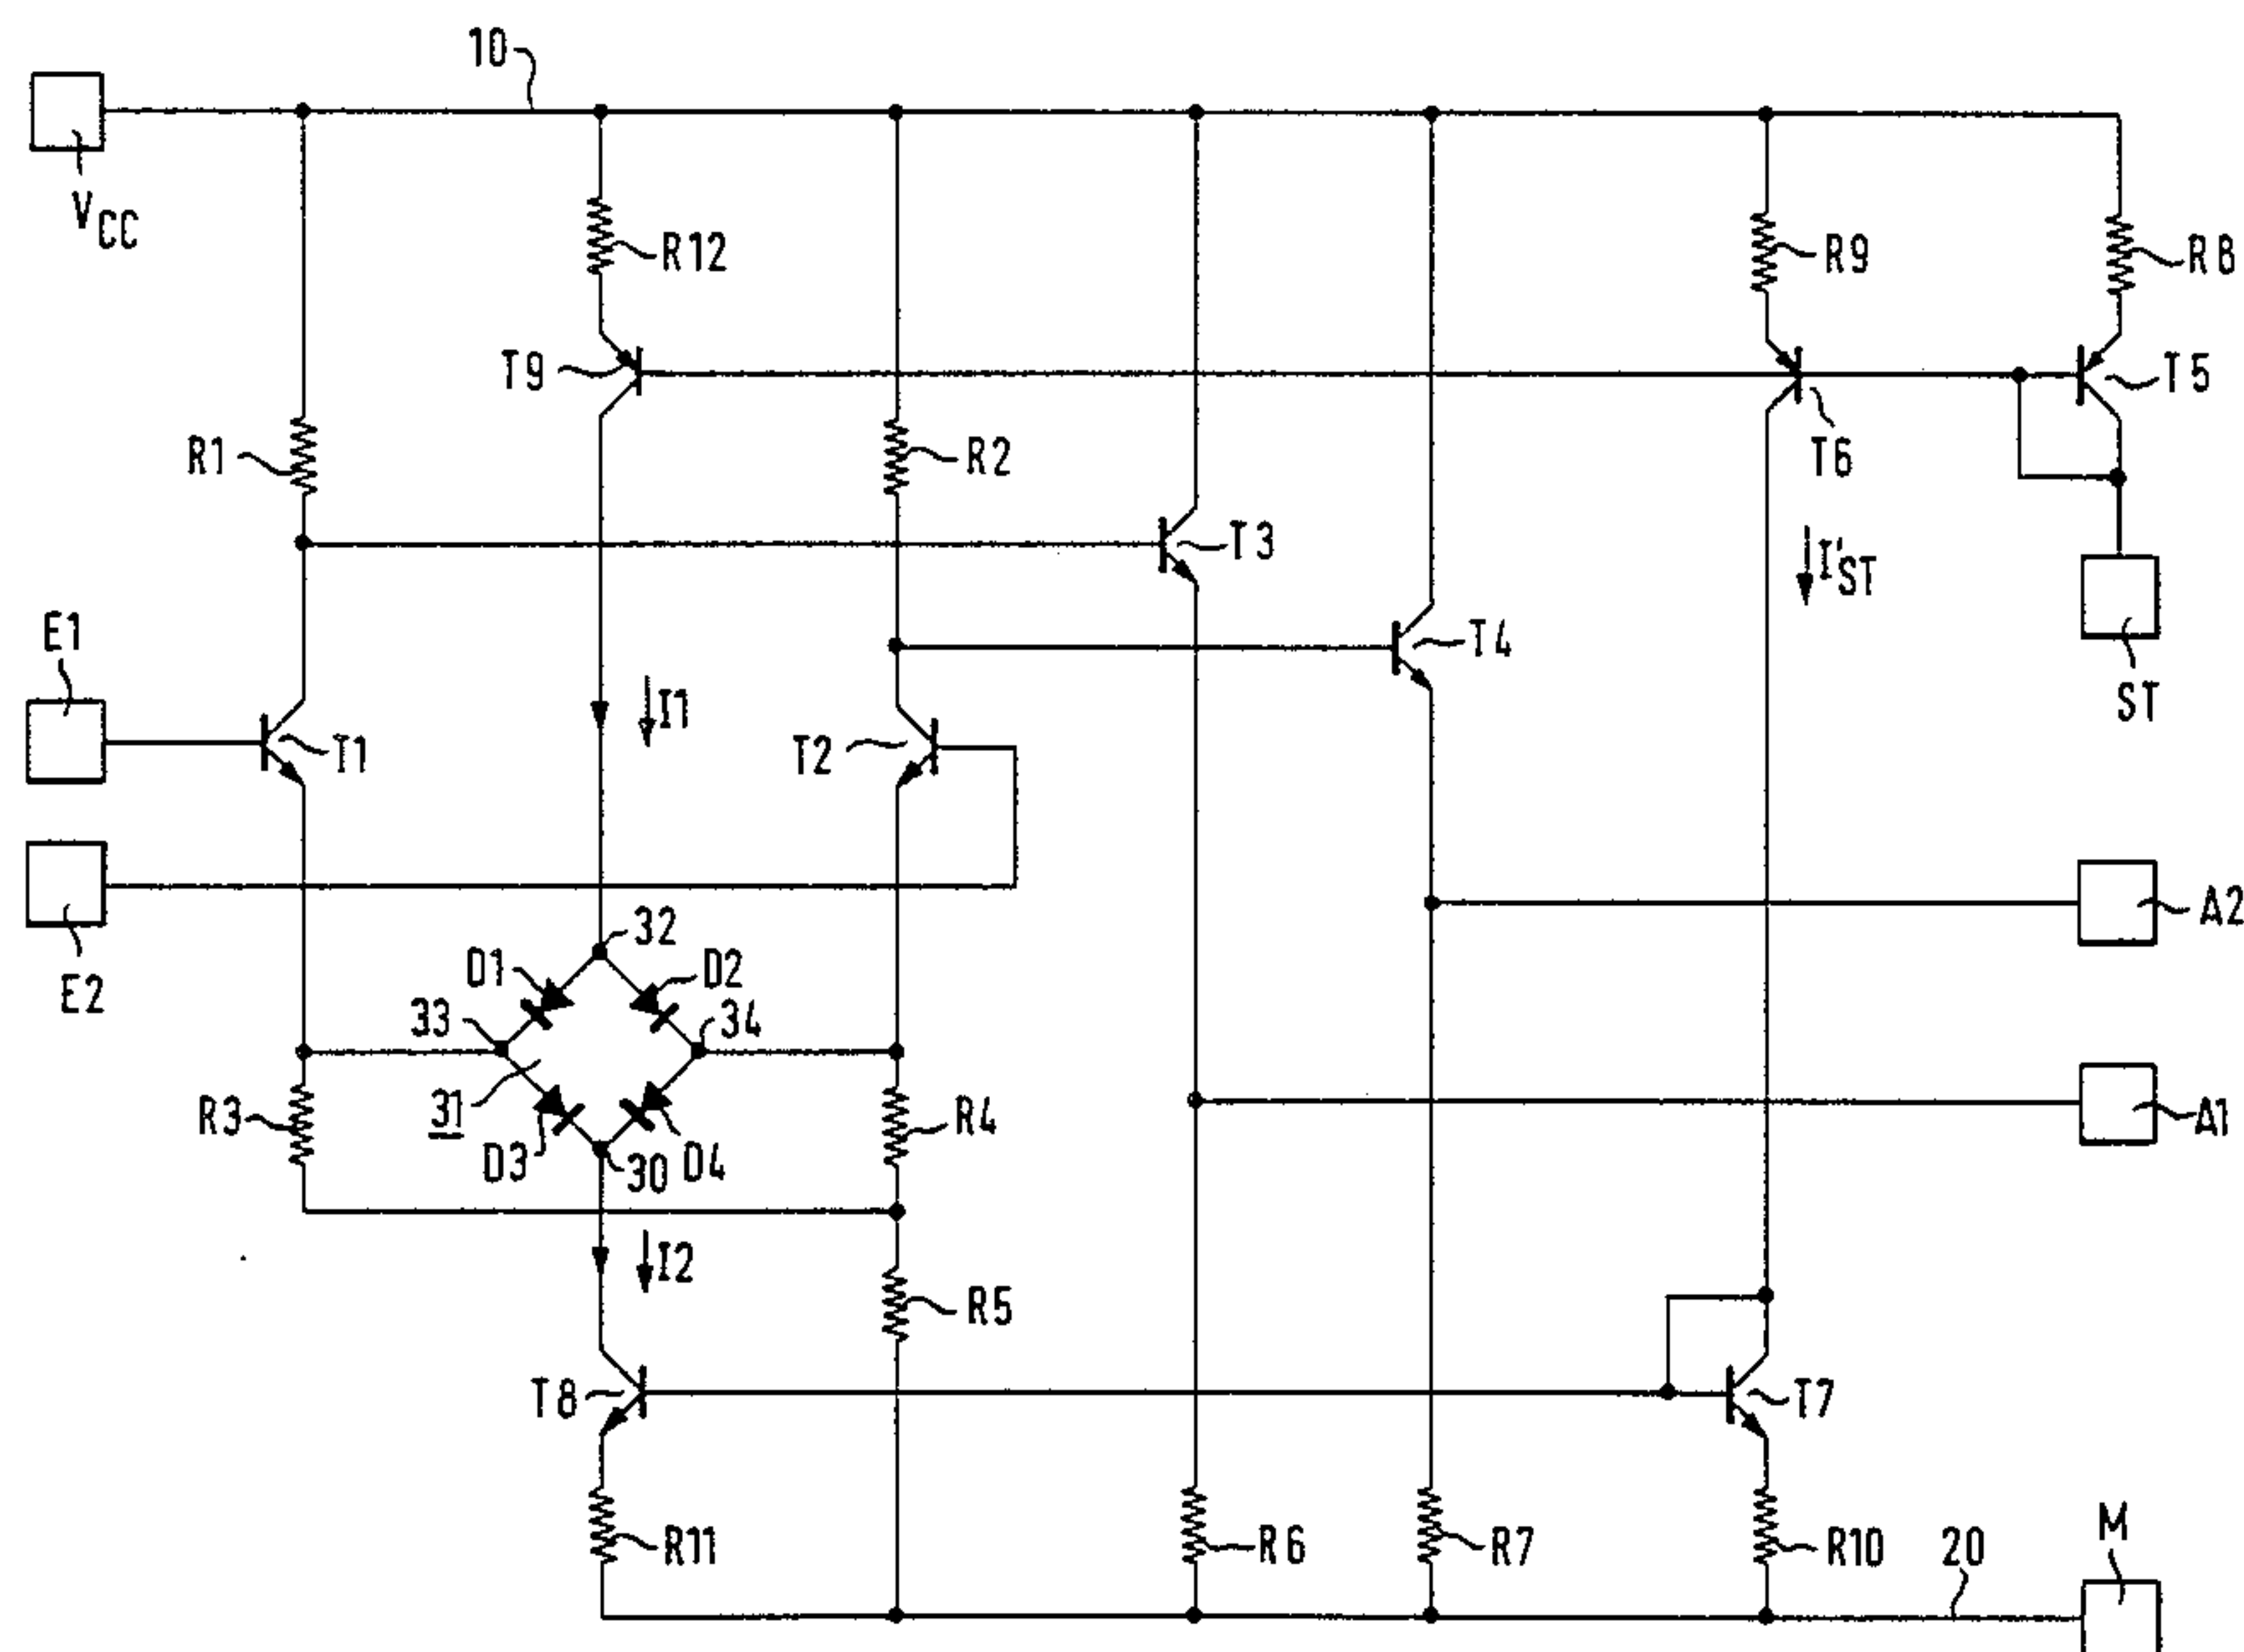 10
V CC
R12
R9
R8
T9
T5
R1
R2
T6
T3
I'ST
E1
T4
ST
I1
T1
T2
A2
32
E2
D1
D2
33
34
31
R3
R4
A1
D3
30
D4
I2
R5
T8
T7
R11
R6
R7
R10
20
M